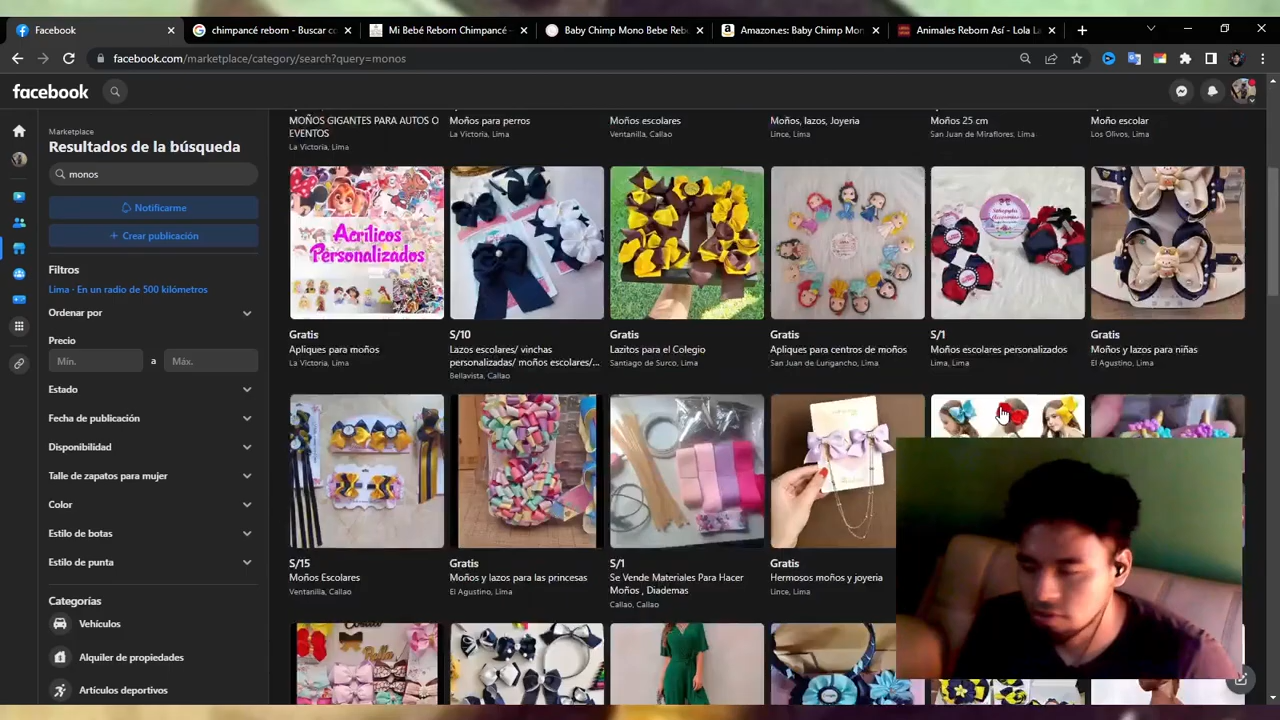 Facebook
chimpancé reborn - Buscar co
Mi Bebé Reborn Chimpancé -
Baby Chimp Mono Bebe Reb
Amazon.es: Baby Chimp Mon
Animales Reborn Así - Lola La
facebook.com/marketplace/category/search?query=monos
facebook
Marketplace
Resultados de la búsqueda
monos
Notificarme
+ Crear publicación
Filtros
Lima · En un radio de 500 kilómetros
Ordenar por
Precio
Mín.
a
Máx.
Estado
Fecha de publicación
Disponibilidad
Talle de zapatos para mujer
Color
Estilo de botas
Estilo de punta
Categorías
Vehículos
Alquiler de propiedades
Artículos deportivos
MOÑOS GIGANTES PARA AUTOS O
EVENTOS
La Victoria, Lima
Moños para perros
La Victoria, Lima
Moños escolares
Ventanilla, Callao
Moños, lazos, Joyeria
Lince, Lima
Moños 25 cm
San Juan de Miraflores, Lima
Moño escolar
Los Olivos, Lima
Acrílicos
Personalizados
Gratis
Apliques para moños
La Victoria, Lima
S/10
Lazos escolares/ vinchas
personalizadas/ moños escolares/...
Bellavista, Callao
Gratis
Lazitos para el Colegio
Santiago de Surco, Lima
Gratis
Apliques para centros de moños
San Juan de Lurigancho, Lima
S/1
Moños escolares personalizados
Lima, Lima
Gratis
Moños y lazos para niñas
El Agustino, Lima
S/15
Moños Escolares
Ventanilla, Callao
Gratis
Moños y lazos para las princesas
El Agustino, Lima
S/1
Se Vende Materiales Para Hacer
Moños , Diademas
Callao, Callao
Gratis
Hermosos moños y joyeria
Lince, Lima